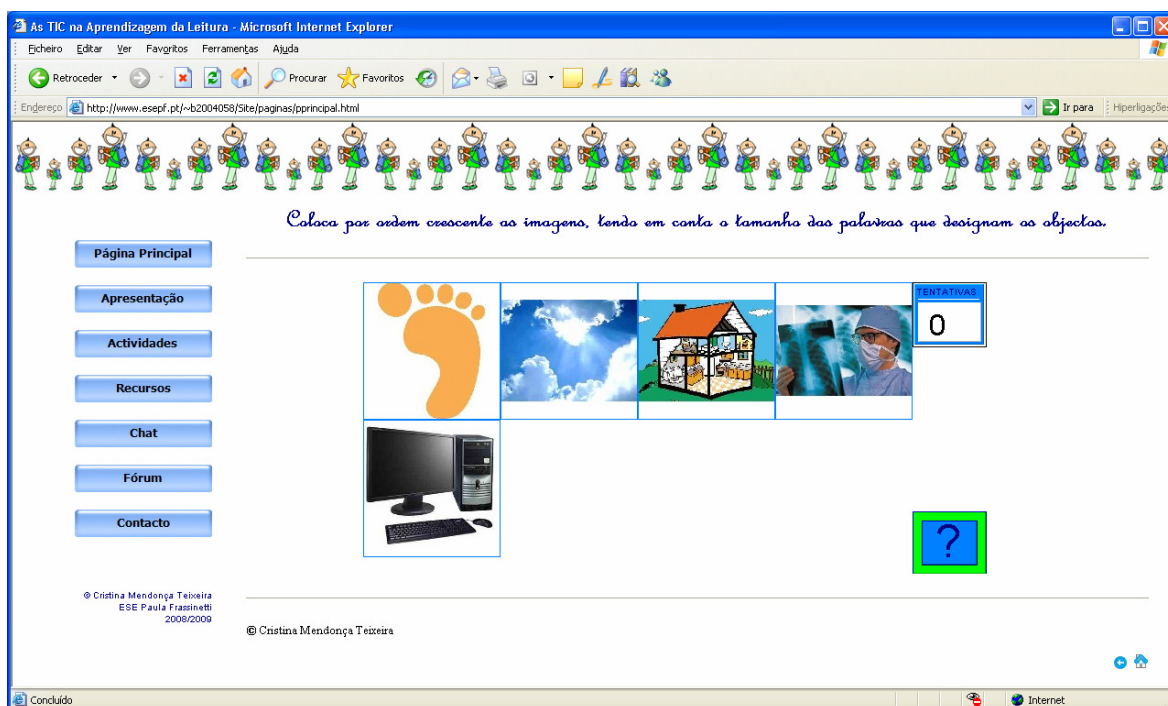 As TIC na Aprendizagem da Leitura - Microsoft Internet Explorer
Ficheiro Editar Ver Favoritos Ferramentas Ajuda
Retroceder Procurar Favoritos
Endereço http://www.esepf.pt/~b2004058/Site/paginas/pprincipal.html Ir para Hiperligações
Coloca por ordem crescente as imagens, tendo em conta o tamanho das palavras que designam os objectos.
Página Principal
Apresentação
Actividades
Recursos
Chat
Fórum
Contacto
TENTATIVAS
0
?
© Cristina Mendonça Teixeira
ESE Paula Frassinetti
2008/2009
© Cristina Mendonça Teixeira
Concluído Internet